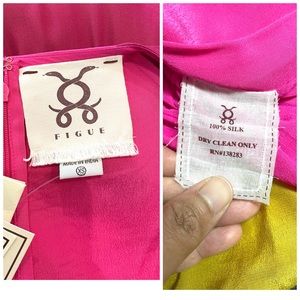 FIGUE
MADE IN INDIA
XS
100% SILK
DRY CLEAN ONLY
RN#138283